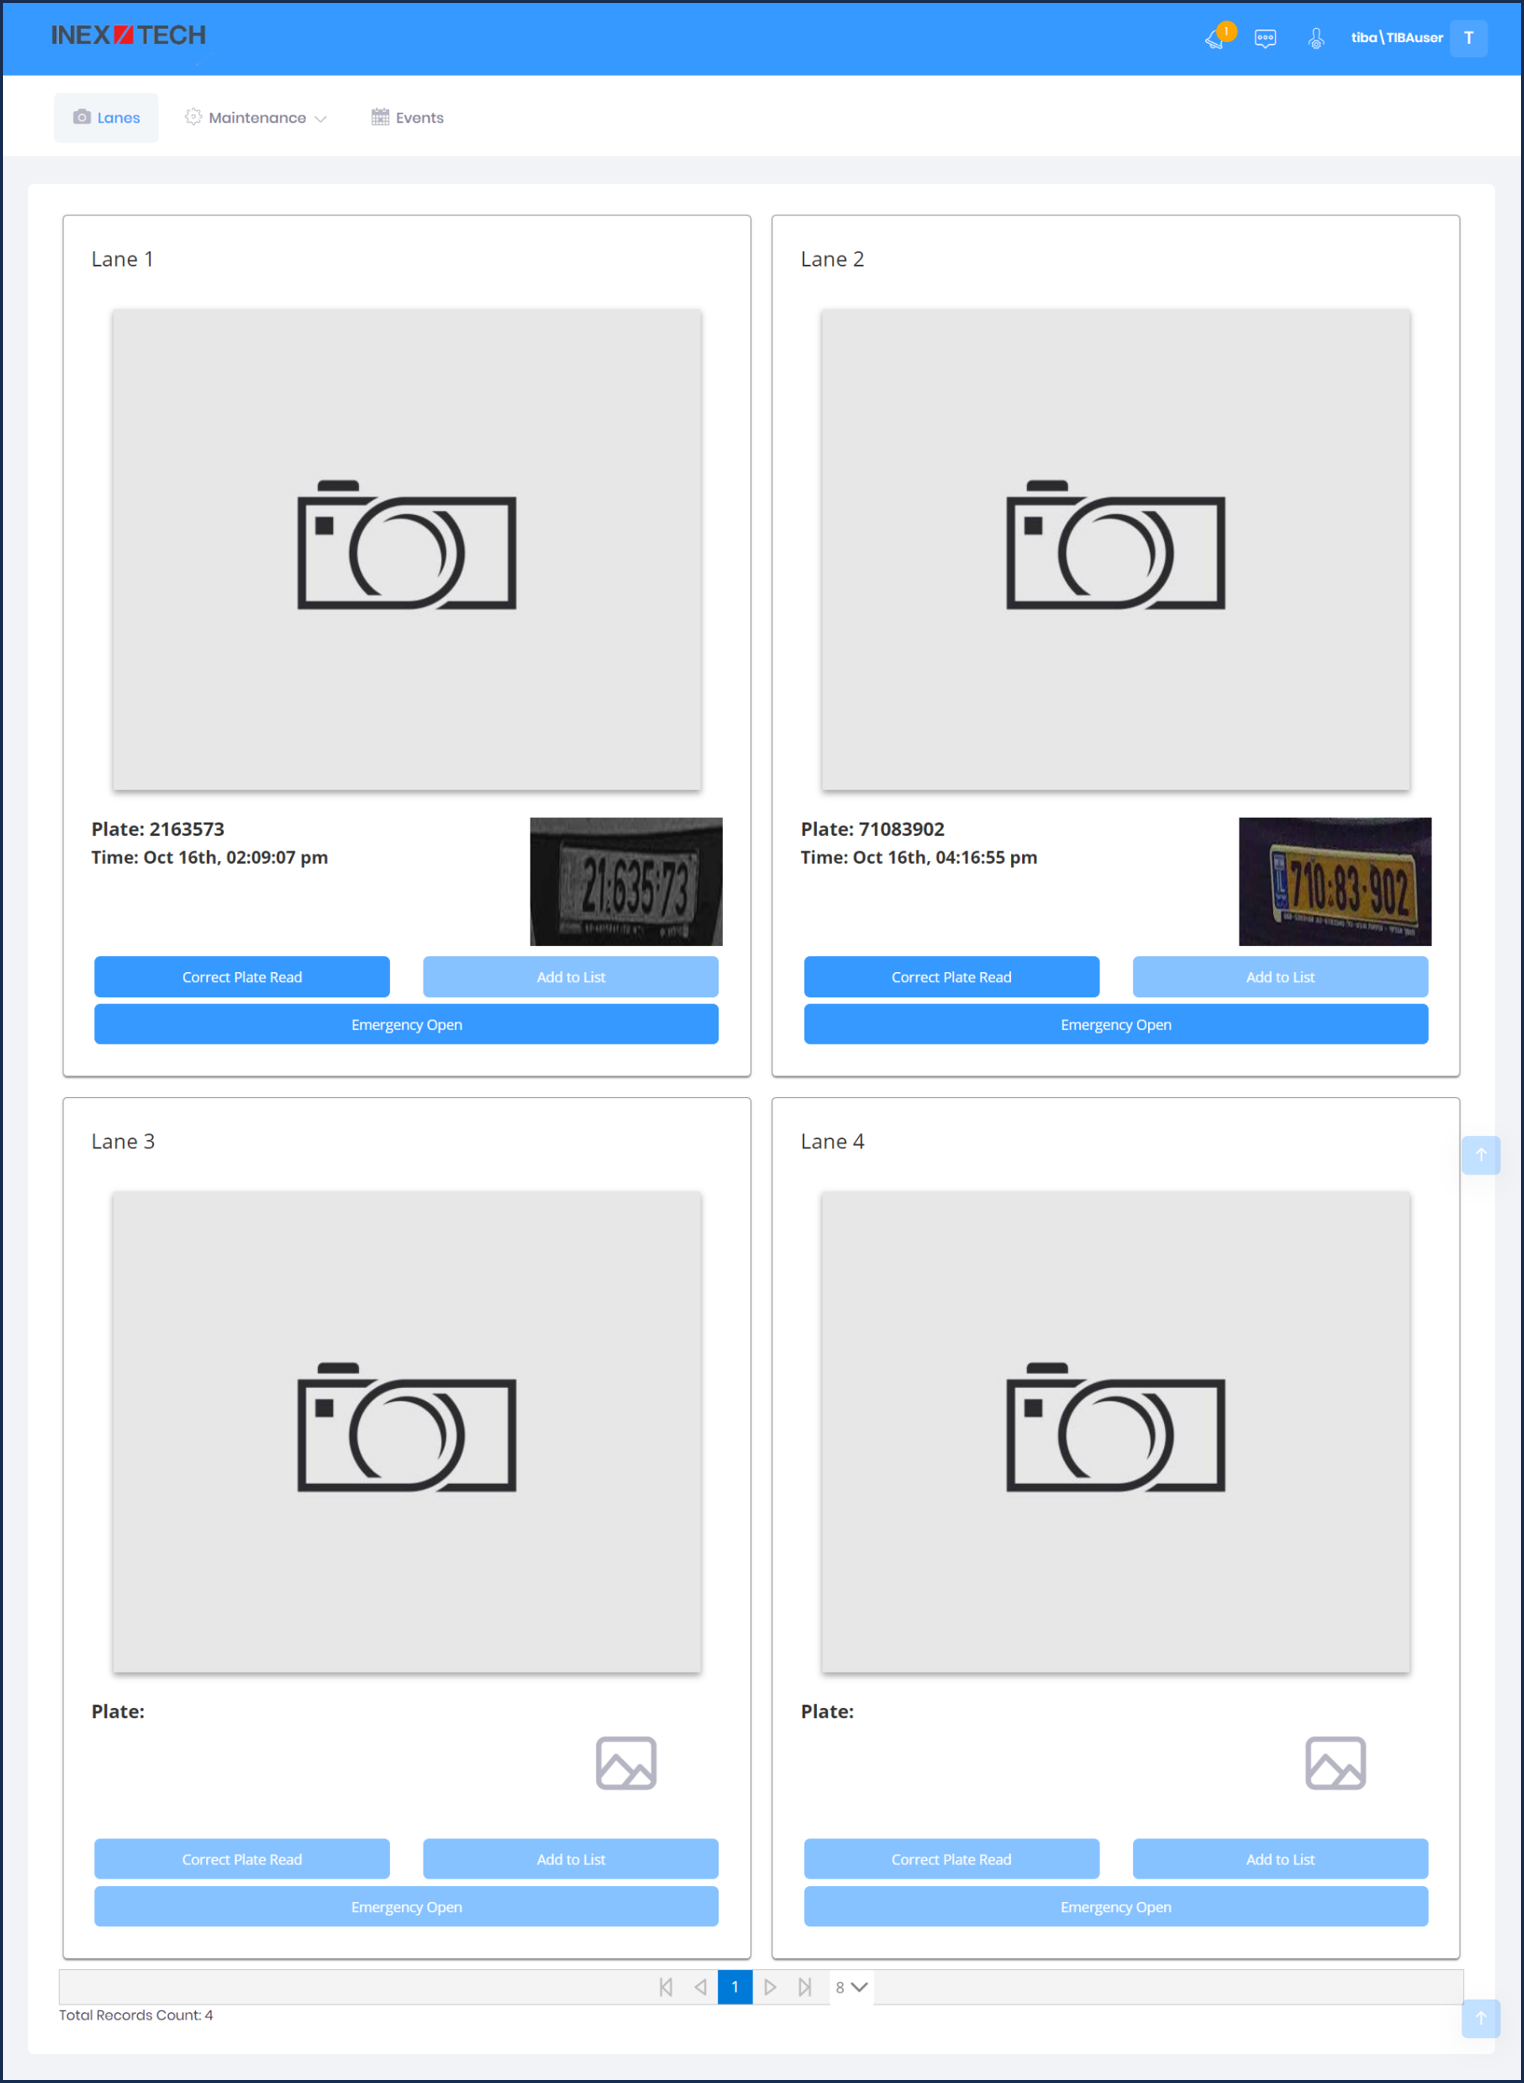 INEX TECH
1
tiba\TIBAuser
T
Lanes
Maintenance
Events
Lane 1
Lane 2
Plate: 2163573
Time: Oct 16th, 02:09:07 pm
21·635·73
Plate: 71083902
Time: Oct 16th, 04:16:55 pm
IL
710:83·902
Correct Plate Read
Add to List
Emergency Open
Correct Plate Read
Add to List
Emergency Open
Lane 3
Lane 4
Plate:
Plate:
Correct Plate Read
Add to List
Emergency Open
Correct Plate Read
Add to List
Emergency Open
1
8
Total Records Count: 4